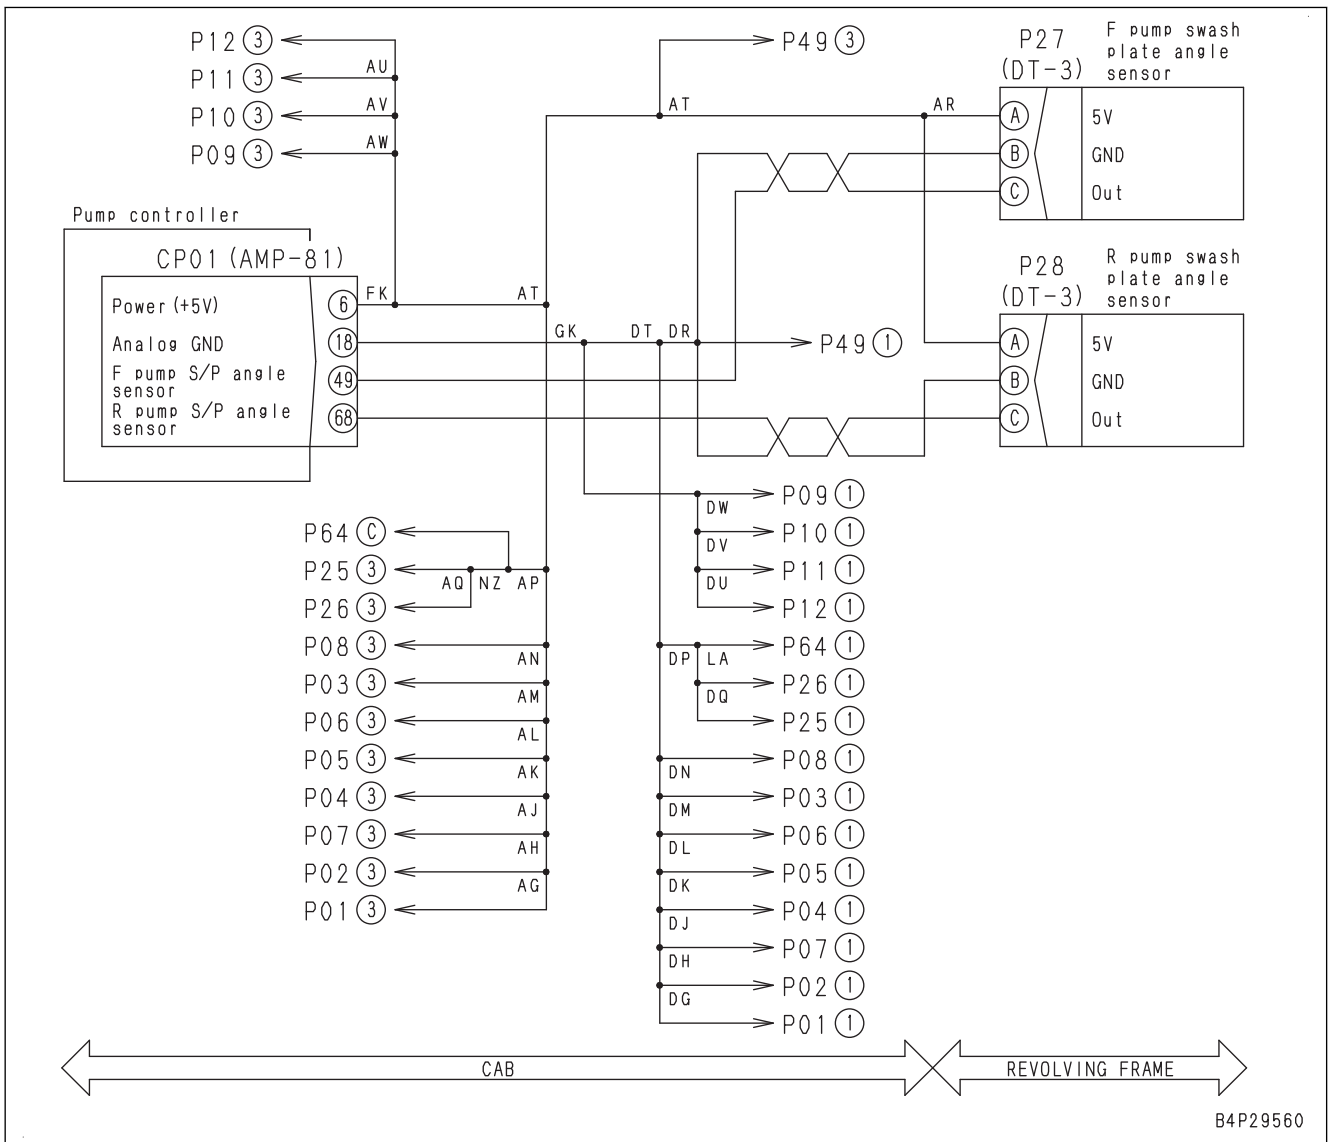 P12 3
P49 3
P27
(DT-3)
F pump swash
plate angle
sensor
AU
P11 3
AV
P10 3
AT
AR
A 5V
AW
P09 3
B GND
C Out
Pump controller
CP01 (AMP-81)
P28
(DT-3)
R pump swash
plate angle
sensor
Power (+5V) 6 FK AT
Analog GND 18 GK DT DR P49 1
A 5V
F pump S/P angle
sensor
49
B GND
R pump S/P angle
sensor
68
C Out
P09 1
DW
P64 C
P10 1
DV
P25 3
AQ NZ AP
P11 1
DU
P26 3
P12 1
P08 3
AN
P64 1
DP LA
P03 3
AM
P26 1
DQ
P06 3
AL
P25 1
P05 3
AK
P08 1
DN
P04 3
AJ
P03 1
DM
P07 3
AH
P06 1
DL
P02 3
AG
P05 1
DK
P01 3
P04 1
DJ
P07 1
DH
P02 1
DG
P01 1
CAB
REVOLVING FRAME
B4P29560